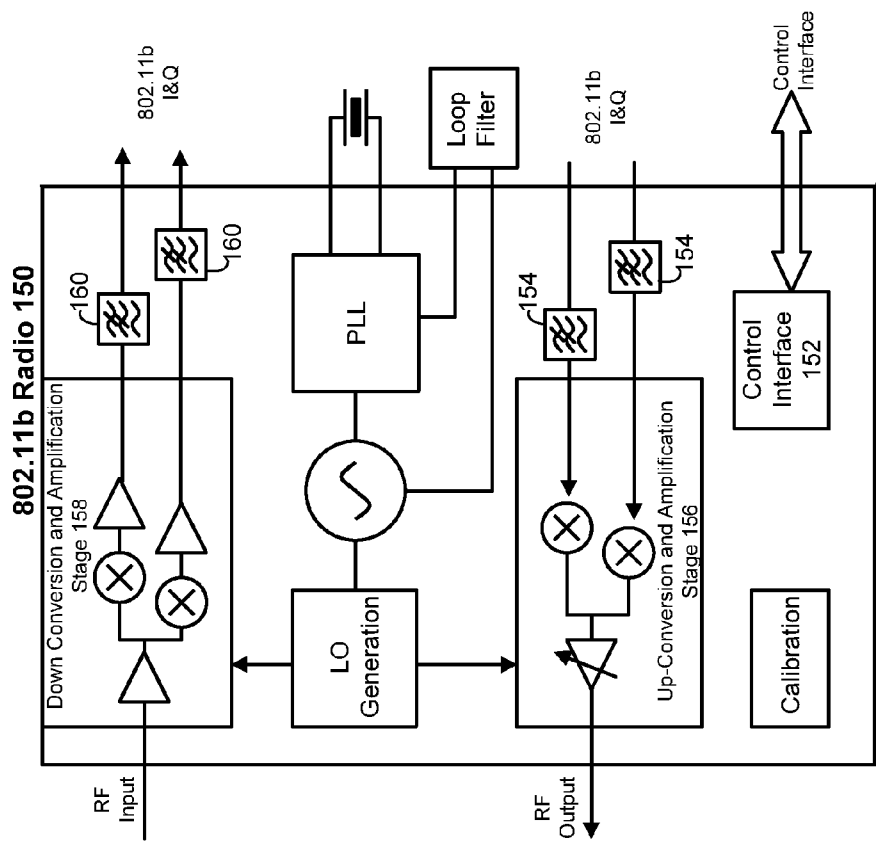 802.11b Radio 150
RF
Input
Down Conversion and Amplification
Stage 158
160
160
802.11b
I&Q
LO
Generation
PLL
Loop
Filter
RF
Output
Up-Conversion and Amplification
Stage 156
154
154
802.11b
I&Q
Calibration
Control
Interface
152
Control
Interface